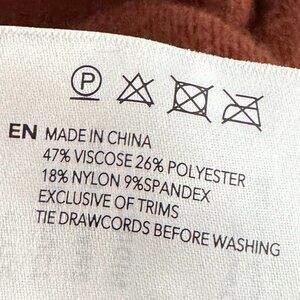 P
EN MADE IN CHINA
47% VISCOSE 26% POLYESTER
18% NYLON 9%SPANDEX
EXCLUSIVE OF TRIMS
TIE DRAWCORDS BEFORE WASHING